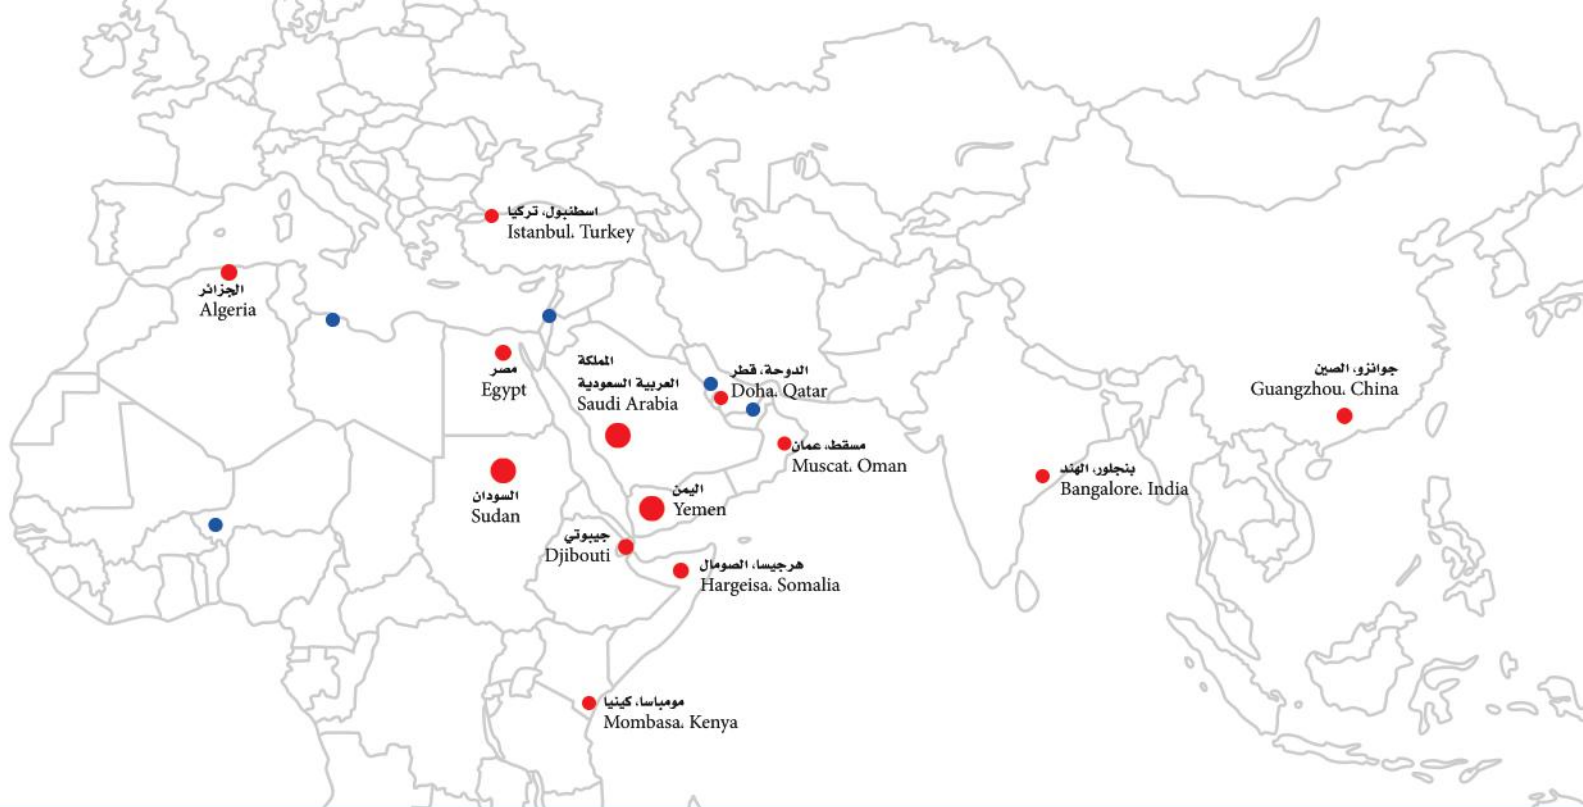 اسطنبول، تركيا
Istanbul. Turkey
الجزائر
Algeria
مصر
Egypt
المملكة
العربية السعودية
Saudi Arabia
الدوحة، قطر
Doha. Qatar
جوانزو، الصين
Guangzhou. China
مسقط، عمان
Muscat. Oman
بنجلور، الهند
Bangalore. India
السودان
Sudan
اليمن
Yemen
جيبوتي
Djibouti
هرجيسا، الصومال
Hargeisa. Somalia
مومباسا، كينيا
Mombasa. Kenya